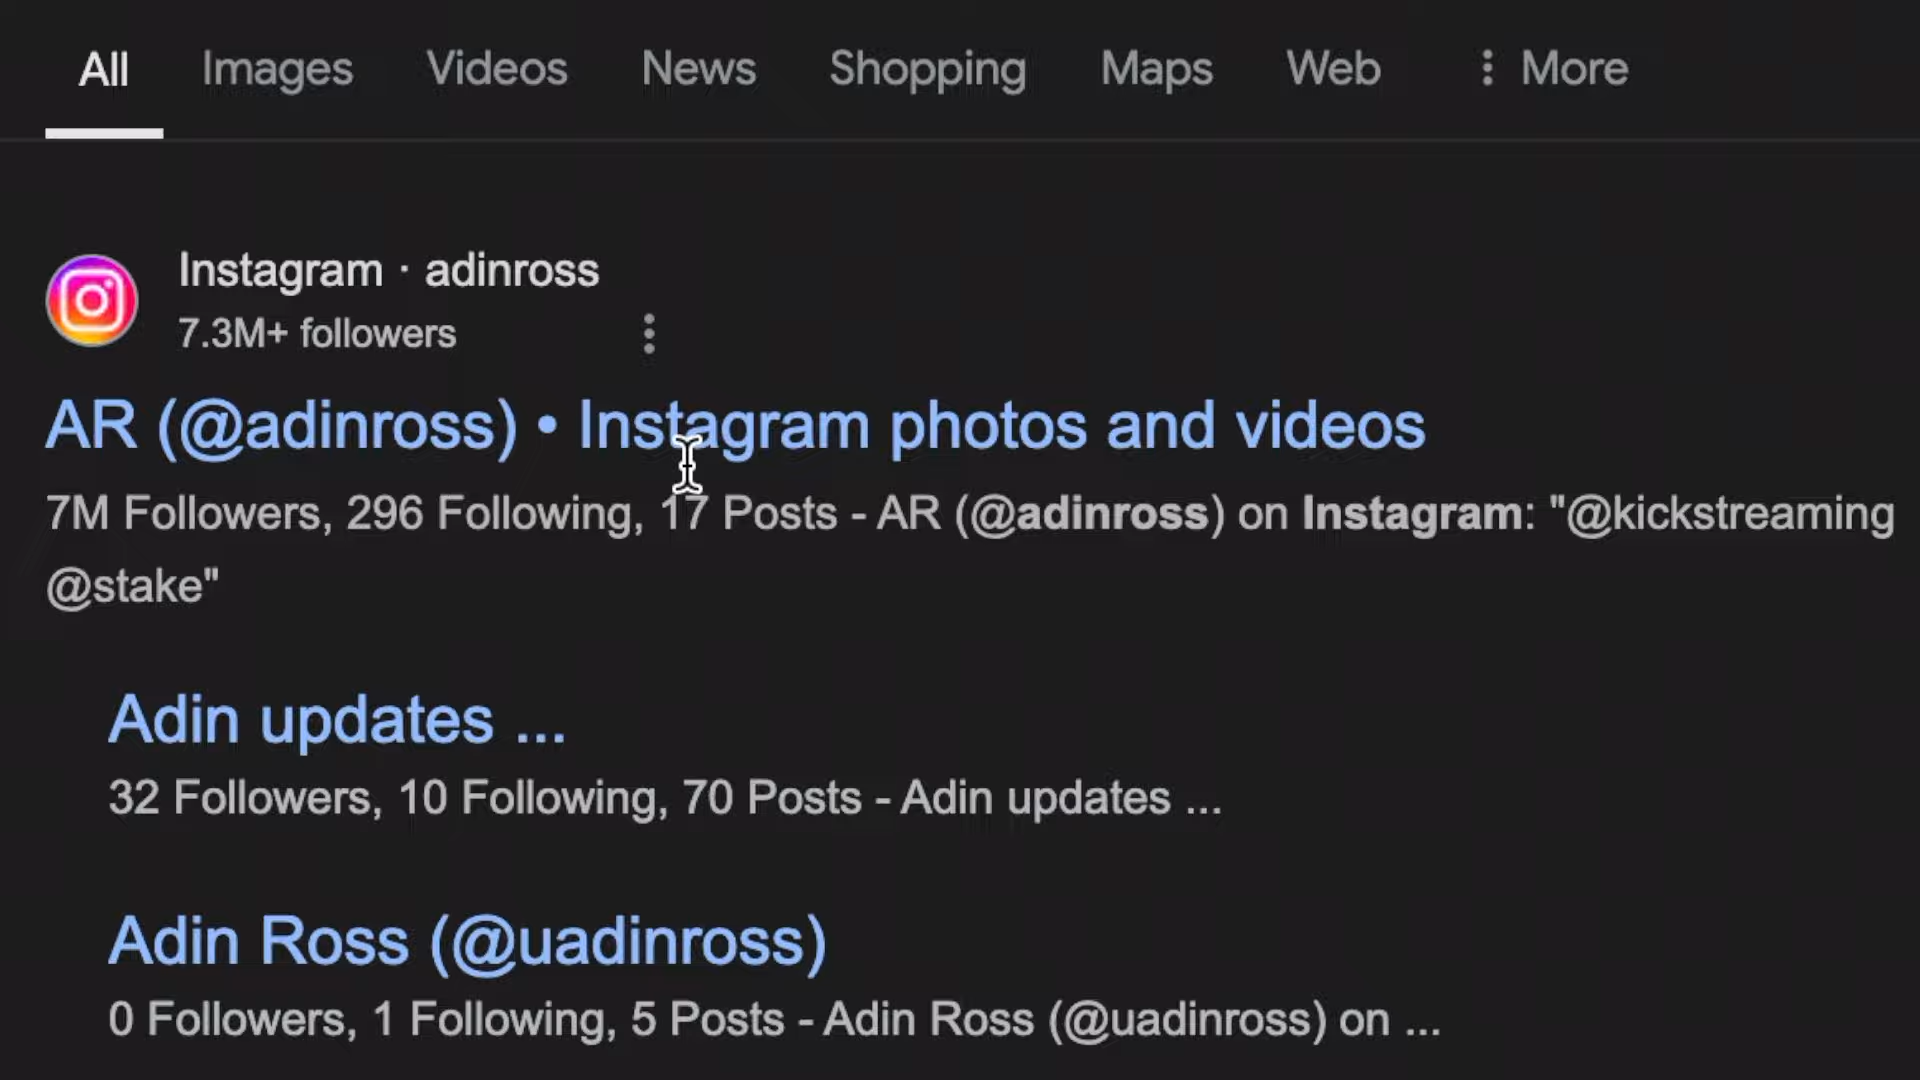 All Images Videos News Shopping Maps Web More
Instagram · adinross
7.3M+ followers
AR (@adinross) • Instagram photos and videos
7M Followers, 296 Following, 17 Posts - AR (@adinross) on Instagram: "@kickstreaming
@stake"
Adin updates ...
32 Followers, 10 Following, 70 Posts - Adin updates ...
Adin Ross (@uadinross)
0 Followers, 1 Following, 5 Posts - Adin Ross (@uadinross) on ...